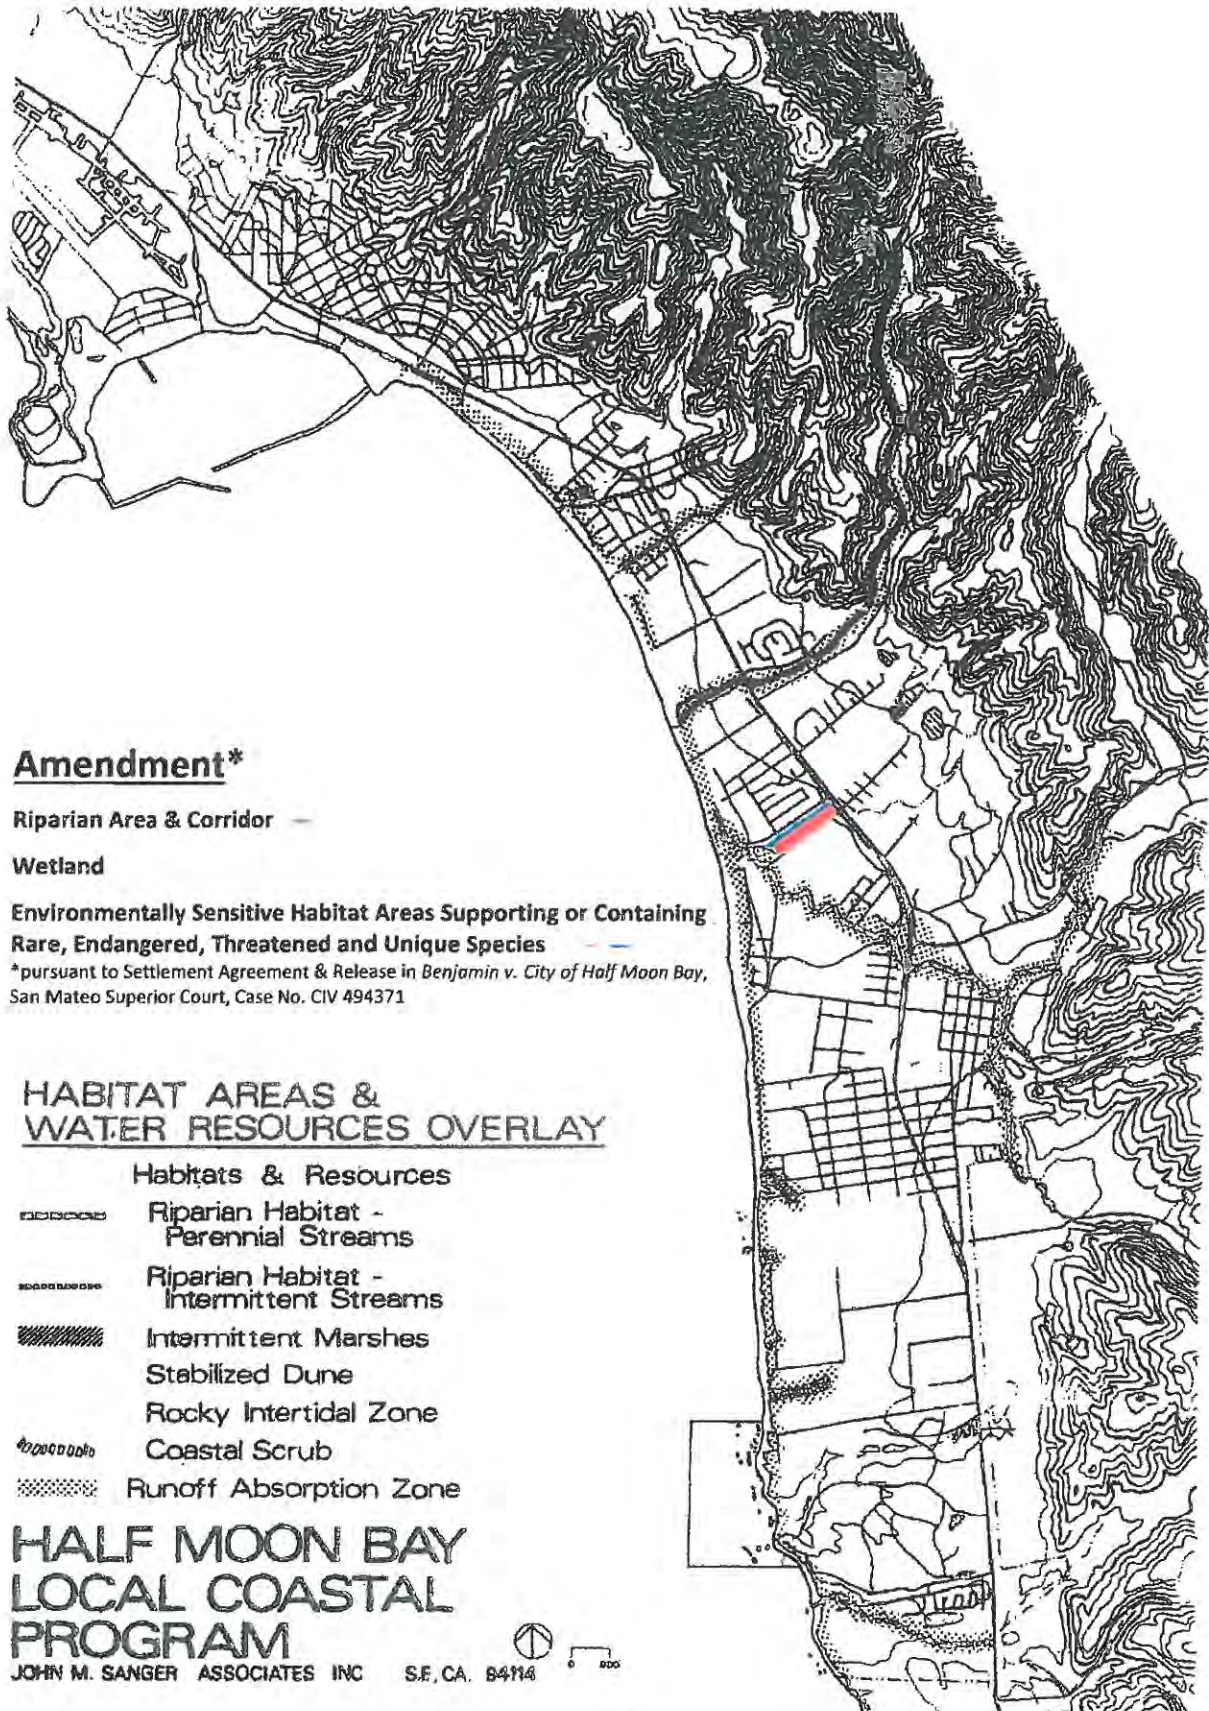 Amendment*
Riparian Area & Corridor
Wetland
Environmentally Sensitive Habitat Areas Supporting or Containing
Rare, Endangered, Threatened and Unique Species
*pursuant to Settlement Agreement & Release in Benjamin v. City of Half Moon Bay,
San Mateo Superior Court, Case No. CIV 494371
HABITAT AREAS &
WATER RESOURCES OVERLAY
Habitats & Resources
Riparian Habitat -
Perennial Streams
Riparian Habitat -
Intermittent Streams
Intermittent Marshes
Stabilized Dune
Rocky Intertidal Zone
Coastal Scrub
Runoff Absorption Zone
HALF MOON BAY
LOCAL COASTAL
PROGRAM
JOHN M. SANGER ASSOCIATES INC S.F., CA. 94114
0 800